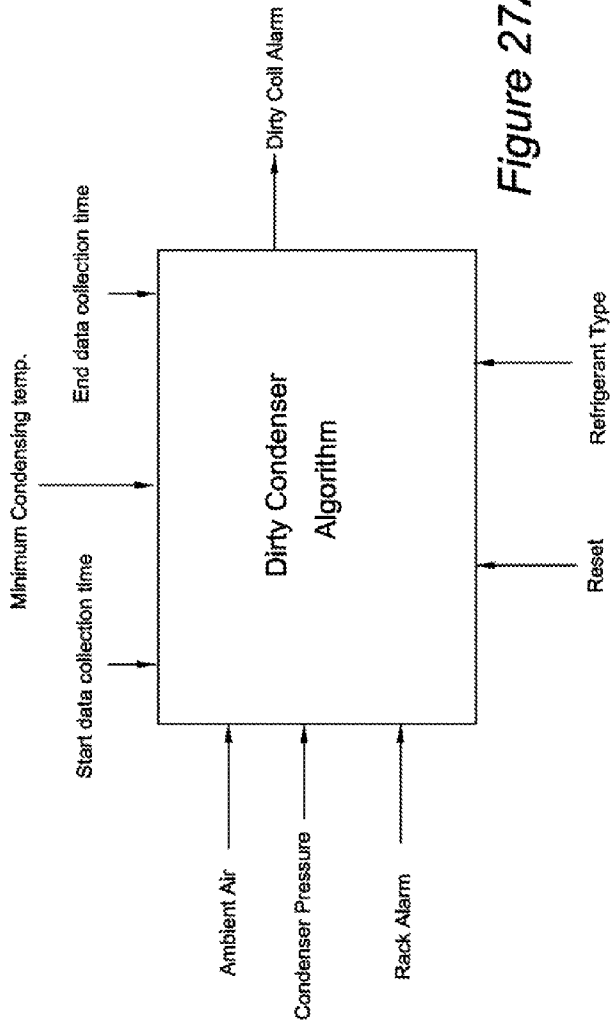 Minimum Condensing temp.
Start data collection time
End data collection time
Ambient Air
Condenser Pressure
Rack Alarm
Dirty Condenser
Algorithm
Dirty Coil Alarm
Reset
Refrigerant Type
Figure 27A